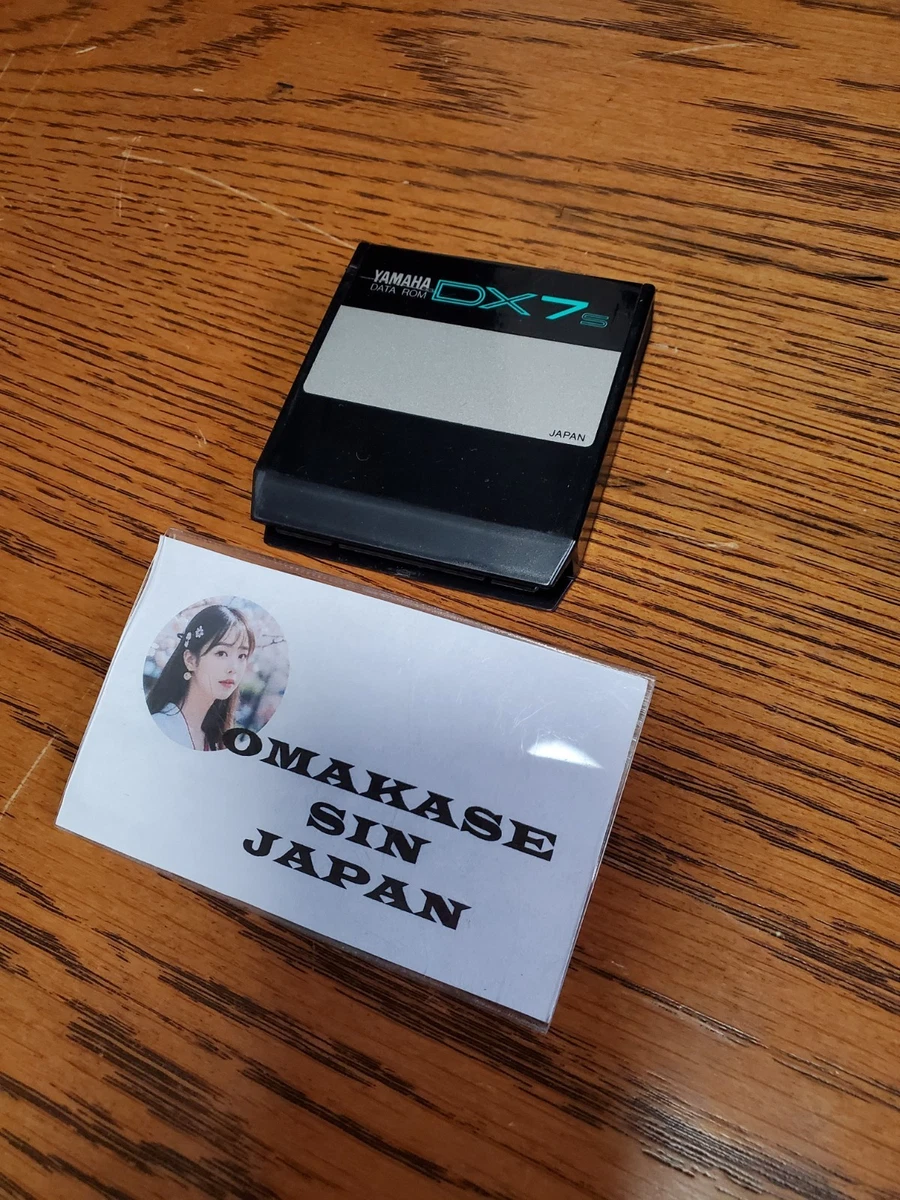 YAMAHA
DATA ROM DX7s
JAPAN
OMAKASE
SIN
JAPAN